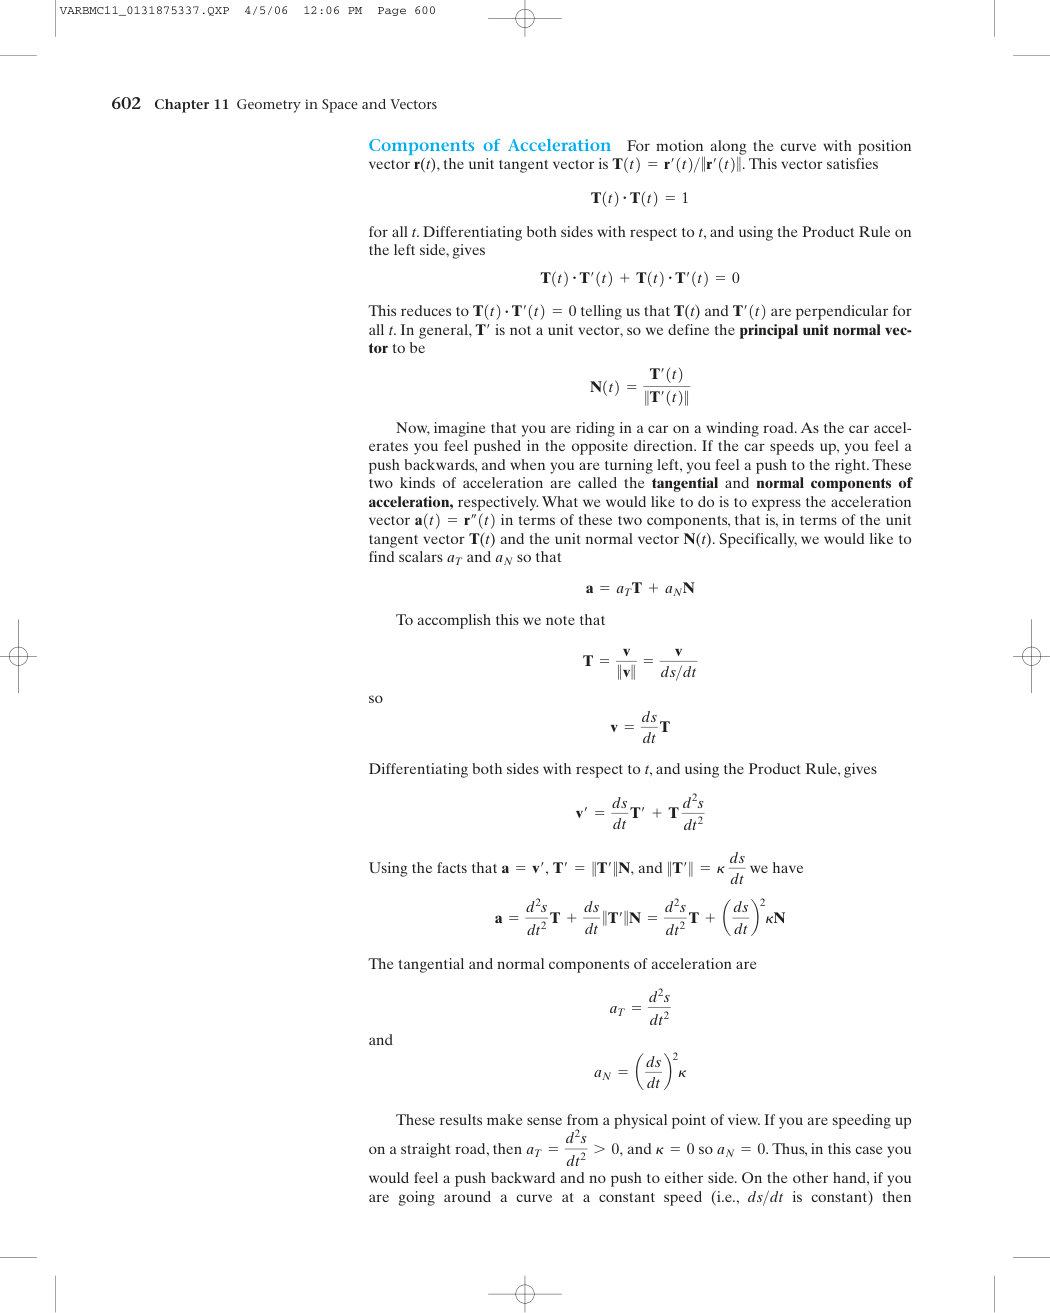 VARBMC11_0131875337.QXP 4/5/06 12:06 PM Page 600
602 Chapter 11 Geometry in Space and Vectors
Components of Acceleration For motion along the curve with position
vector r(t), the unit tangent vector is T(t) = r′(t)/‖r′(t)‖. This vector satisfies
T(t) · T(t) = 1
for all t. Differentiating both sides with respect to t, and using the Product Rule on
the left side, gives
T(t) · T′(t) + T(t) · T′(t) = 0
This reduces to T(t) · T′(t) = 0 telling us that T(t) and T′(t) are perpendicular for
all t. In general, T′ is not a unit vector, so we define the principal unit normal vec-
tor to be
N(t) = T′(t) / ‖T′(t)‖
Now, imagine that you are riding in a car on a winding road. As the car accel-
erates you feel pushed in the opposite direction. If the car speeds up, you feel a
push backwards, and when you are turning left, you feel a push to the right. These
two kinds of acceleration are called the tangential and normal components of
acceleration, respectively. What we would like to do is to express the acceleration
vector a(t) = r″(t) in terms of these two components, that is, in terms of the unit
tangent vector T(t) and the unit normal vector N(t). Specifically, we would like to
find scalars a_T and a_N so that
a = a_T T + a_N N
To accomplish this we note that
T = v / ‖v‖ = v / ds/dt
so
v = ds/dt T
Differentiating both sides with respect to t, and using the Product Rule, gives
v′ = ds/dt T′ + T d²s/dt²
Using the facts that a = v′, T′ = ‖T′‖N, and ‖T′‖ = κ ds/dt we have
a = d²s/dt² T + ds/dt ‖T′‖N = d²s/dt² T + (ds/dt)² κN
The tangential and normal components of acceleration are
a_T = d²s/dt²
and
a_N = (ds/dt)² κ
These results make sense from a physical point of view. If you are speeding up
on a straight road, then a_T = d²s/dt² > 0, and κ = 0 so a_N = 0. Thus, in this case you
would feel a push backward and no push to either side. On the other hand, if you
are going around a curve at a constant speed (i.e., ds/dt is constant) then